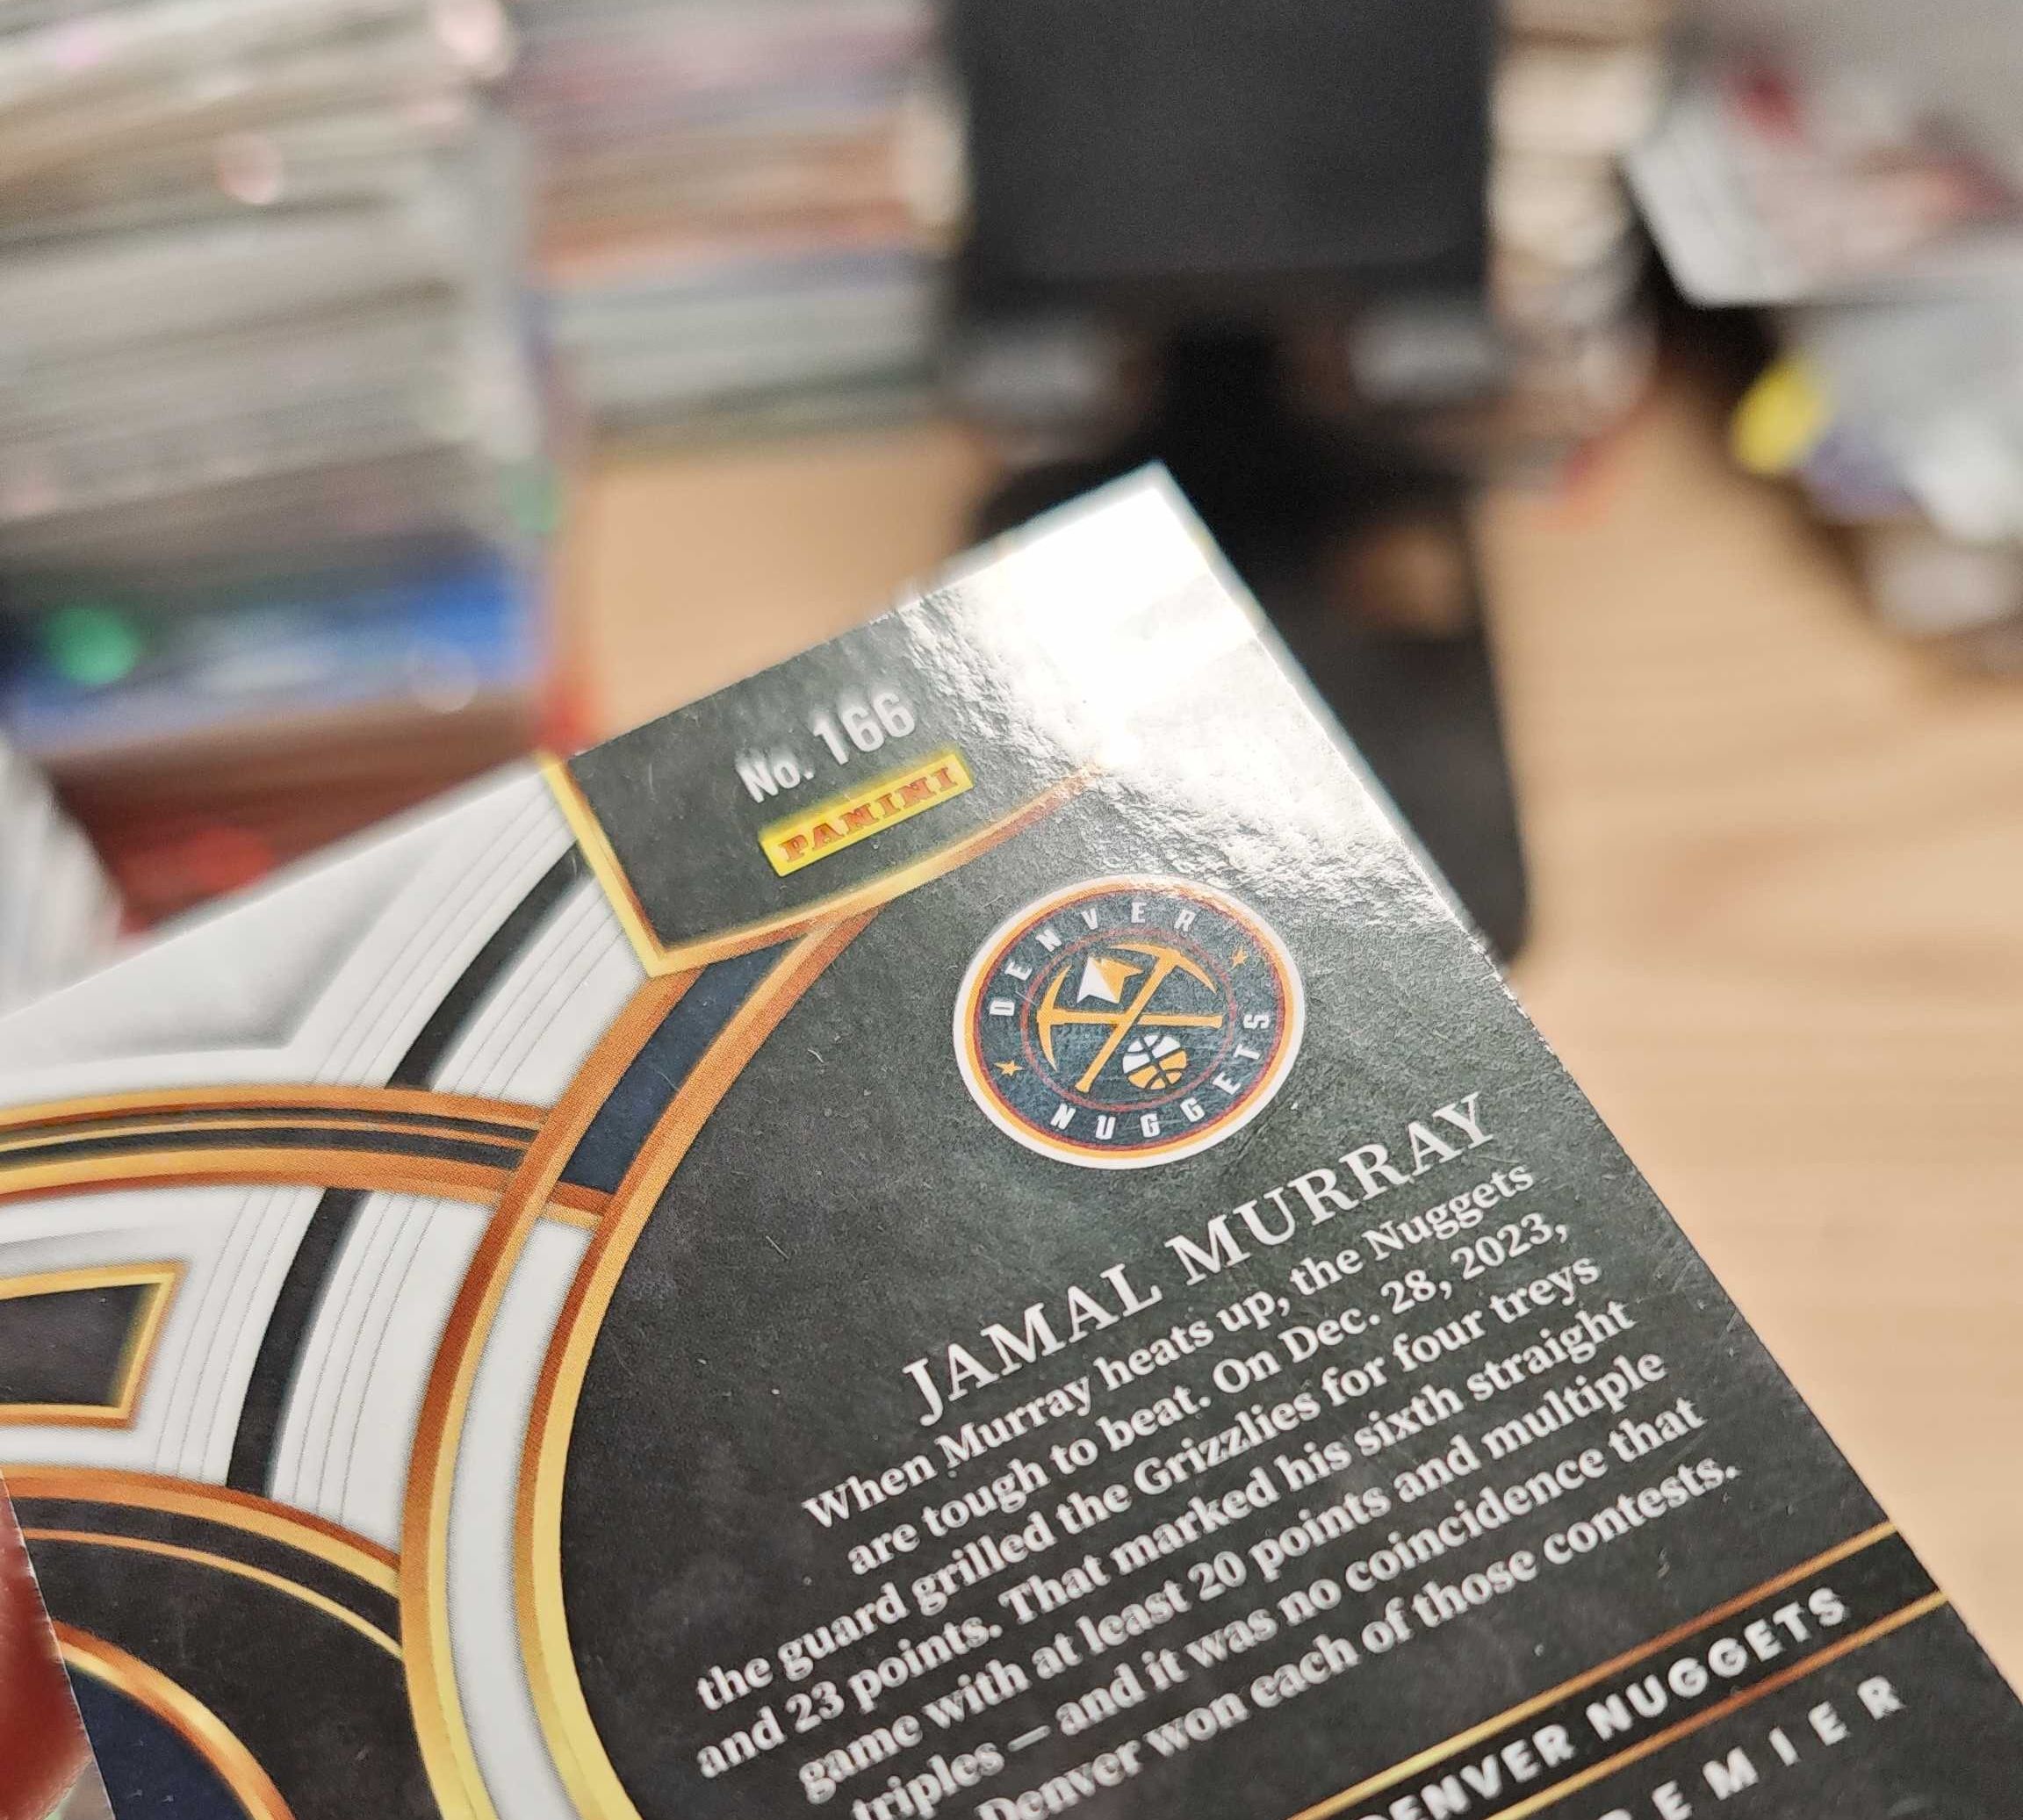 No. 166
PANINI
DENVER
NUGGETS
JAMAL MURRAY
When Murray heats up, the Nuggets
are tough to beat. On Dec. 28, 2023,
the guard grilled the Grizzlies for four treys
and 23 points. That marked his sixth straight
game with at least 20 points and multiple
triples — and it was no coincidence that
Denver won each of those contests.
DENVER NUGGETS
EMIER